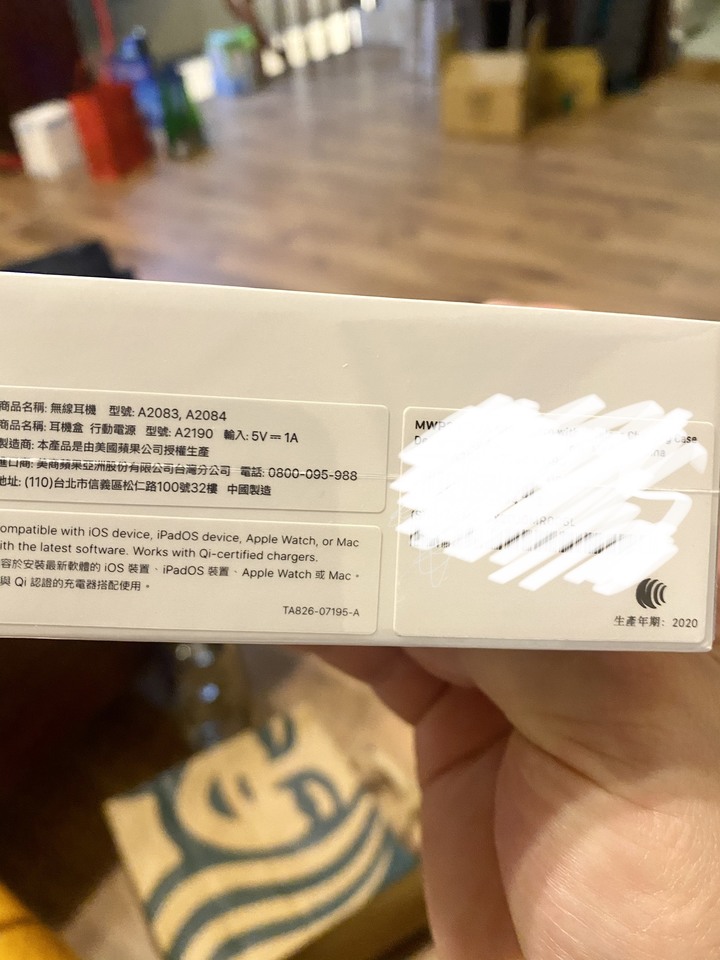 商品名稱: 無線耳機 型號: A2083, A2084
商品名稱: 耳機盒 行動電源 型號: A2190 輸入: 5V⎓1A
製造商: 本產品是由美國蘋果公司授權生產
進口商: 美商蘋果亞洲股份有限公司台灣分公司 電話: 0800-095-988
地址: (110)台北市信義區松仁路100號32樓 中國製造
ompatible with iOS device, iPadOS device, Apple Watch, or Mac
ith the latest software. Works with Qi-certified chargers.
容於安裝最新軟體的 iOS 裝置、iPadOS 裝置、Apple Watch 或 Mac。
與 Qi 認證的充電器搭配使用。
TA826-07195-A
Case
生產年期: 2020